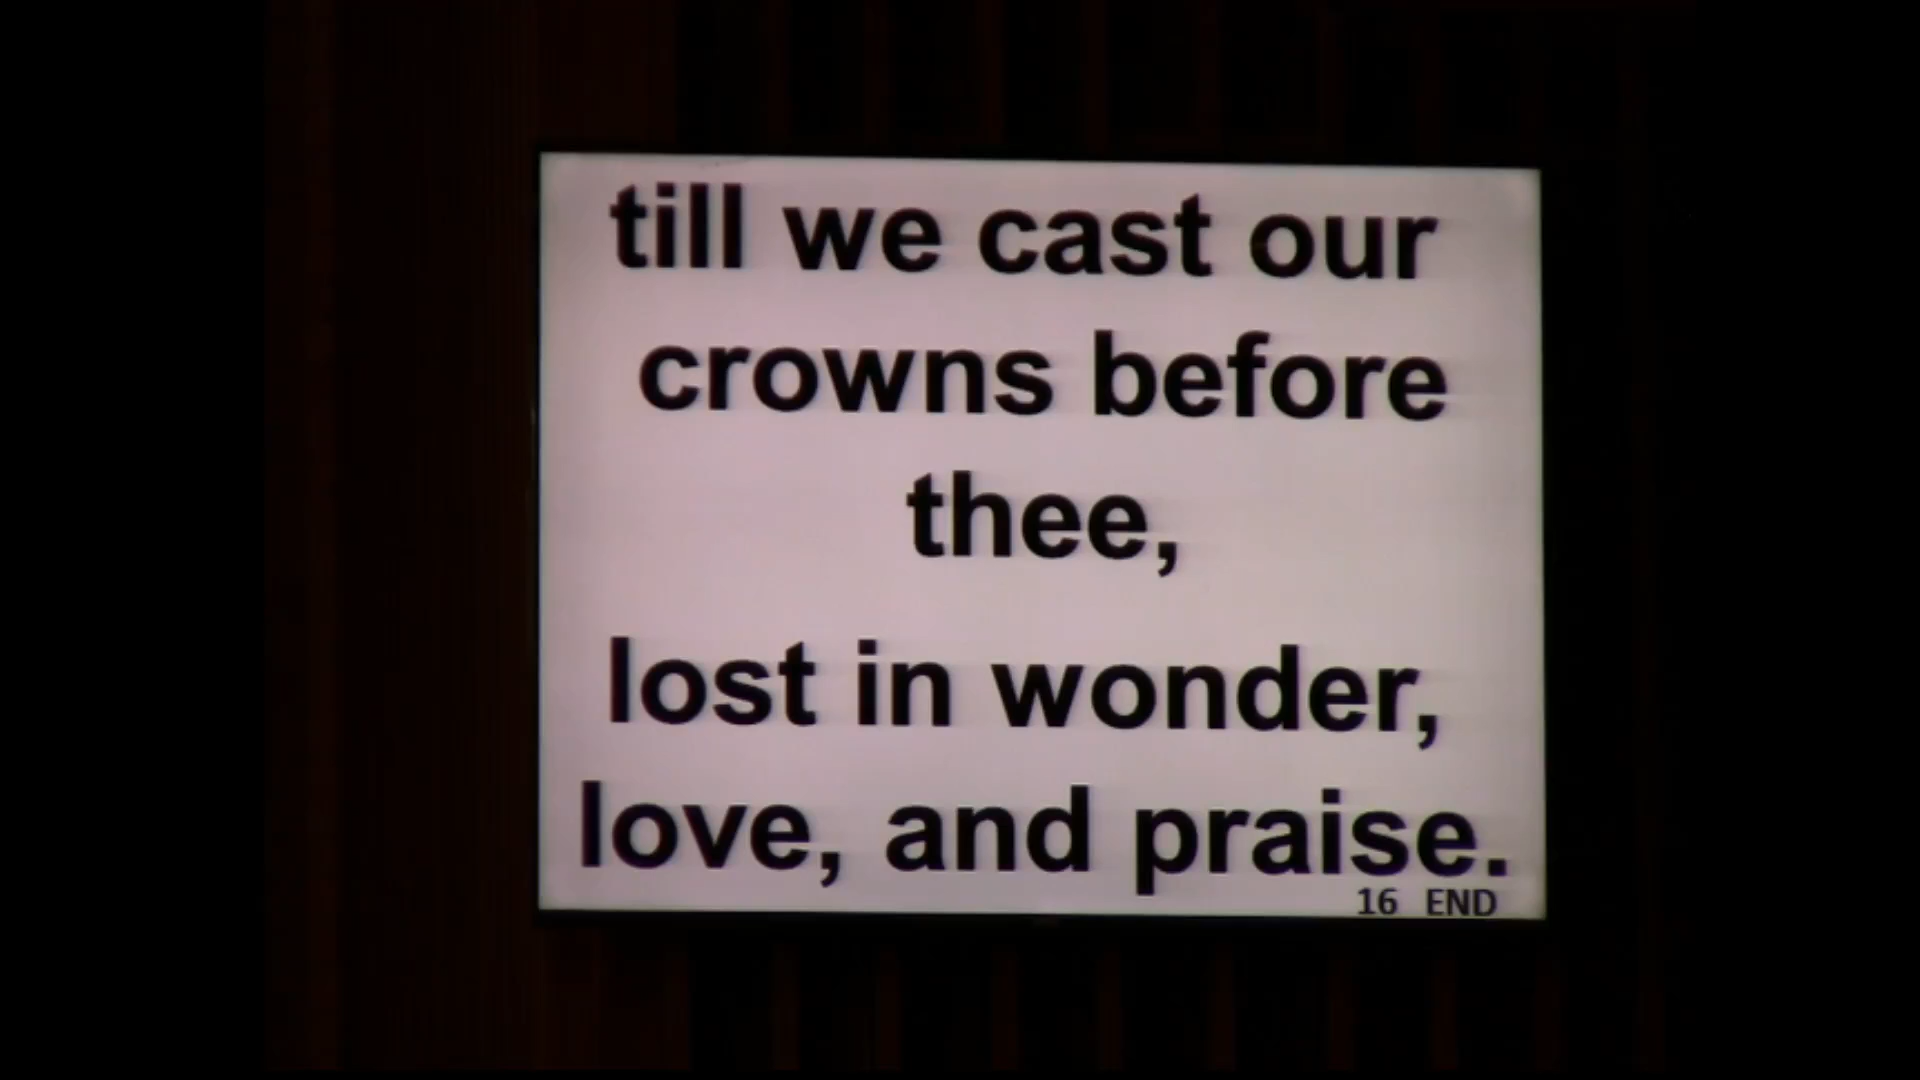 till we cast our
crowns before
thee,
lost in wonder,
love, and praise.
16 END